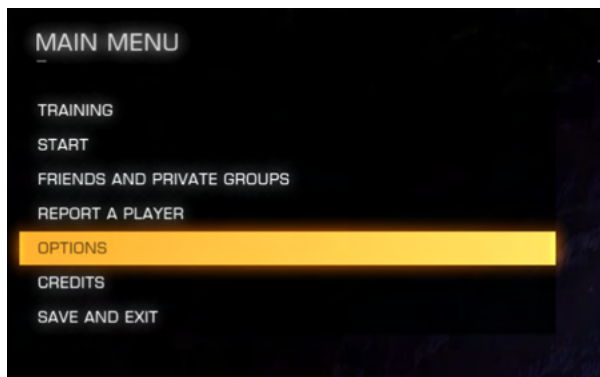 MAIN MENU
TRAINING
START
FRIENDS AND PRIVATE GROUPS
REPORT A PLAYER
OPTIONS
CREDITS
SAVE AND EXIT